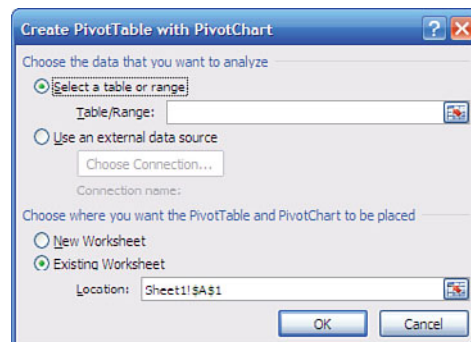 Create PivotTable with PivotChart
Choose the data that you want to analyze
Select a table or range
Table/Range:
Use an external data source
Choose Connection...
Connection name:
Choose where you want the PivotTable and PivotChart to be placed
New Worksheet
Existing Worksheet
Location: Sheet1!$A$1
OK Cancel